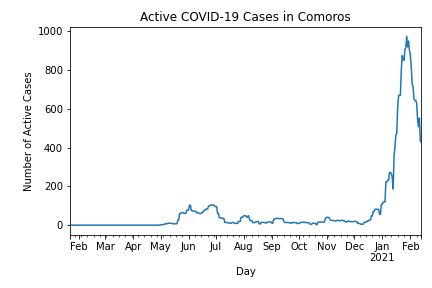 Active COVID-19 Cases in Comoros
Number of Active Cases
1000
800
600
400
200
0
Feb Mar Apr May Jun Jul Aug Sep Oct Nov Dec Jan Feb
2021
Day